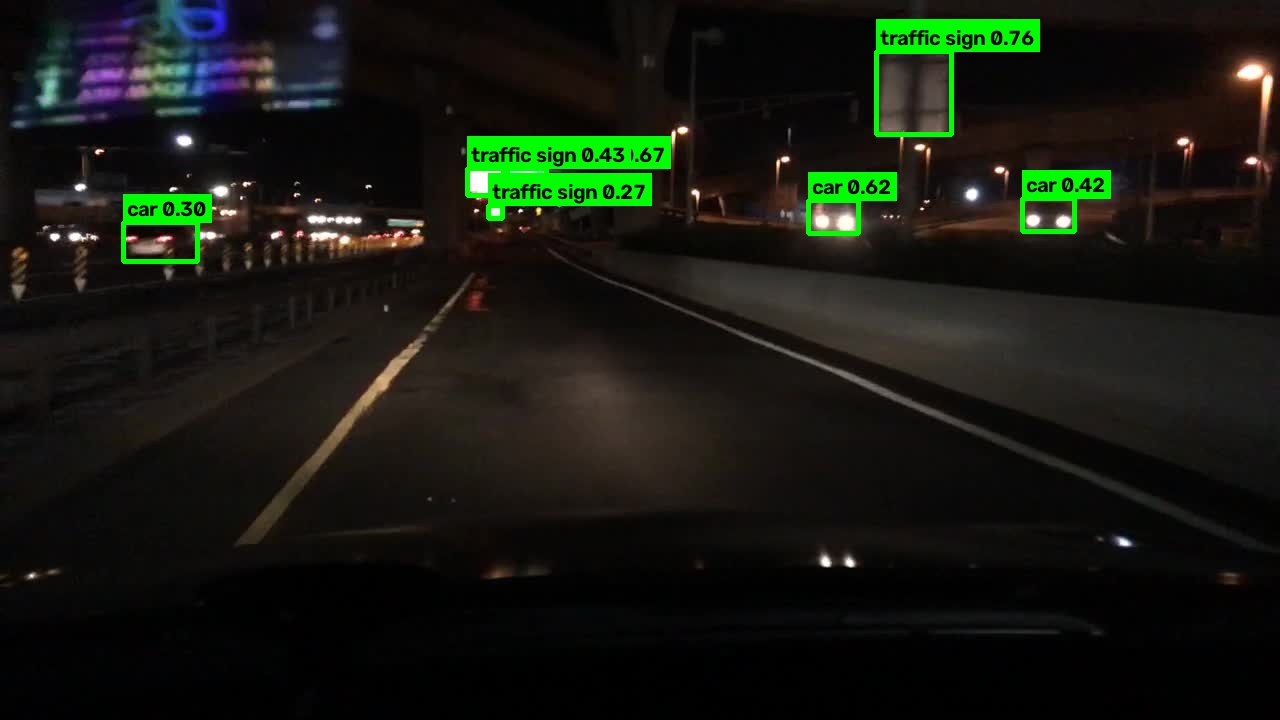 traffic sign 0.76
traffic sign 0.43
.67
traffic sign 0.27
car 0.62
car 0.42
car 0.30